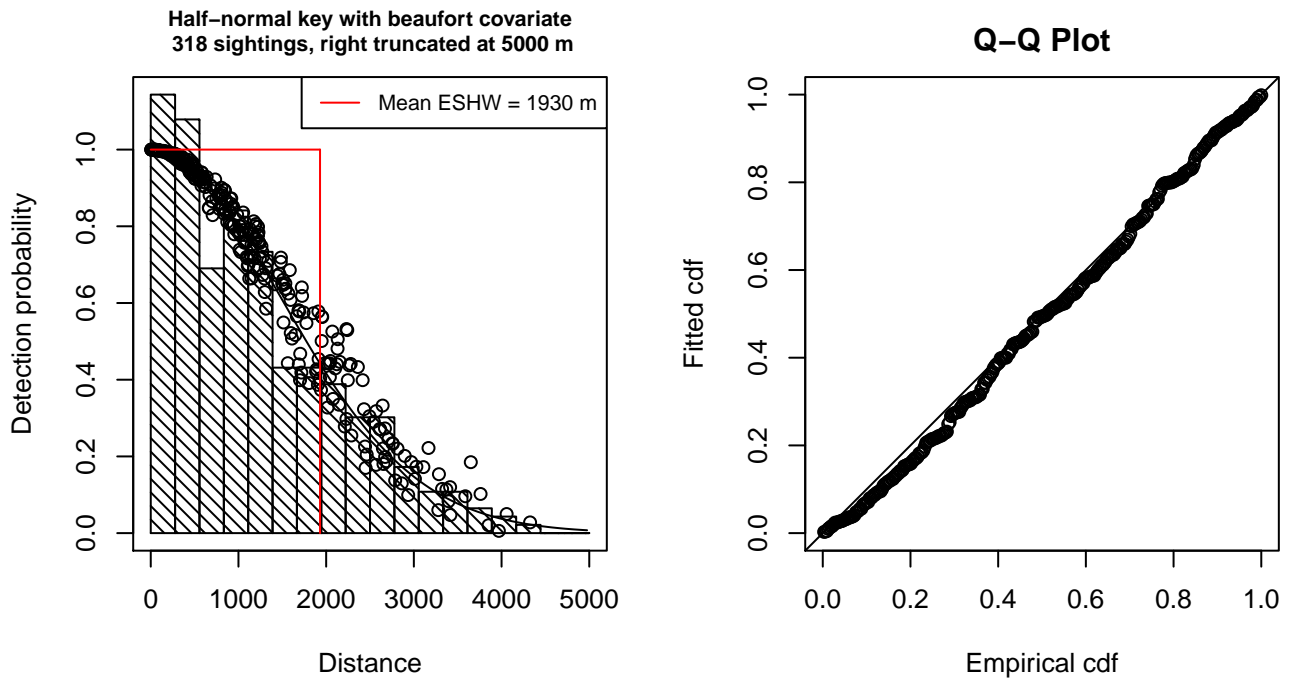 Half−normal key with beaufort covariate
318 sightings, right truncated at 5000 m
Mean ESHW = 1930 m
Detection probability
1.0
0.8
0.6
0.4
0.2
0.0
0 1000 2000 3000 4000 5000
Distance
Q−Q Plot
Fitted cdf
1.0
0.8
0.6
0.4
0.2
0.0
0.0 0.2 0.4 0.6 0.8 1.0
Empirical cdf